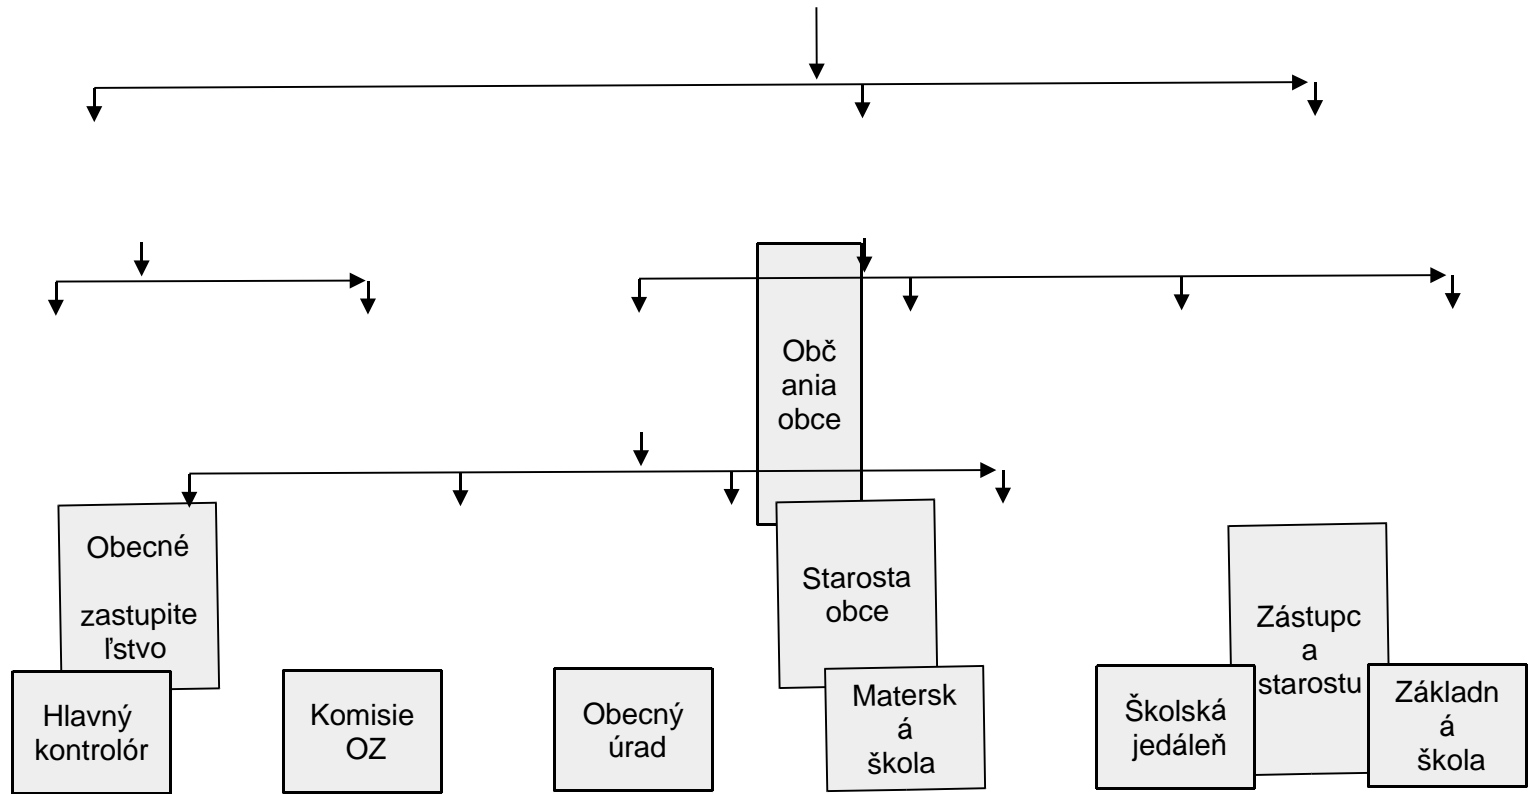 Obč
ania
obce
Obecné
zastupite
ľstvo
Starosta
obce
Zástupc
a
starostu
Hlavný
kontrolór
Komisie
OZ
Obecný
úrad
Matersk
á
škola
Školská
jedáleň
Základn
á
škola